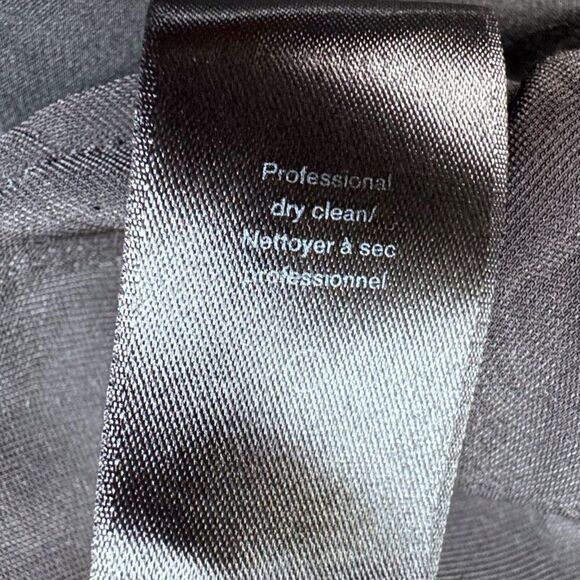 Professional
dry clean/
Nettoyer à sec
professionnel